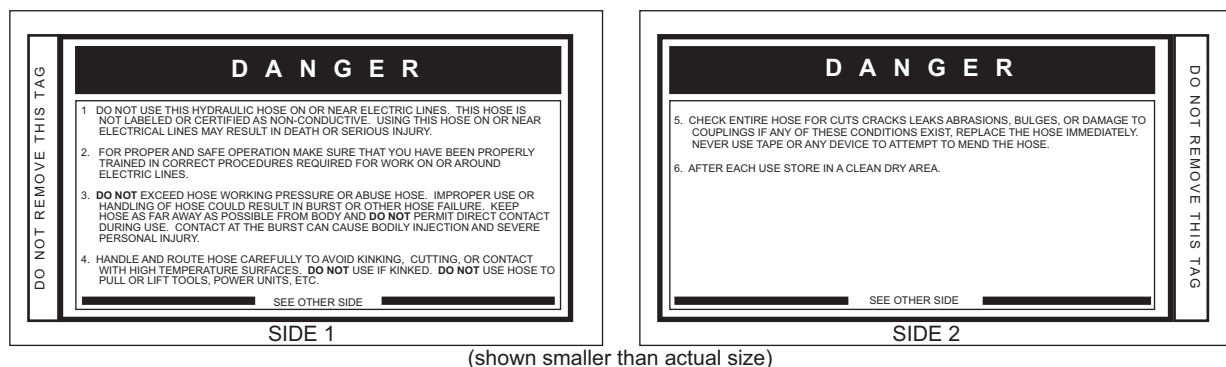 DO NOT REMOVE THIS TAG
D A N G E R
1 DO NOT USE THIS HYDRAULIC HOSE ON OR NEAR ELECTRIC LINES. THIS HOSE IS
NOT LABELED OR CERTIFIED AS NON-CONDUCTIVE. USING THIS HOSE ON OR NEAR
ELECTRICAL LINES MAY RESULT IN DEATH OR SERIOUS INJURY.
2. FOR PROPER AND SAFE OPERATION MAKE SURE THAT YOU HAVE BEEN PROPERLY
TRAINED IN CORRECT PROCEDURES REQUIRED FOR WORK ON OR AROUND
ELECTRIC LINES.
3. DO NOT EXCEED HOSE WORKING PRESSURE OR ABUSE HOSE. IMPROPER USE OR
HANDLING OF HOSE COULD RESULT IN BURST OR OTHER HOSE FAILURE. KEEP
HOSE AS FAR AWAY AS POSSIBLE FROM BODY AND DO NOT PERMIT DIRECT CONTACT
DURING USE. CONTACT AT THE BURST CAN CAUSE BODILY INJECTION AND SEVERE
PERSONAL INJURY.
4. HANDLE AND ROUTE HOSE CAREFULLY TO AVOID KINKING, CUTTING, OR CONTACT
WITH HIGH TEMPERATURE SURFACES. DO NOT USE IF KINKED. DO NOT USE HOSE TO
PULL OR LIFT TOOLS, POWER UNITS, ETC.
SEE OTHER SIDE
SIDE 1
D A N G E R
5. CHECK ENTIRE HOSE FOR CUTS CRACKS LEAKS ABRASIONS, BULGES, OR DAMAGE TO
COUPLINGS IF ANY OF THESE CONDITIONS EXIST, REPLACE THE HOSE IMMEDIATELY.
NEVER USE TAPE OR ANY DEVICE TO ATTEMPT TO MEND THE HOSE.
6. AFTER EACH USE STORE IN A CLEAN DRY AREA.
SEE OTHER SIDE
DO NOT REMOVE THIS TAG
SIDE 2
(shown smaller than actual size)